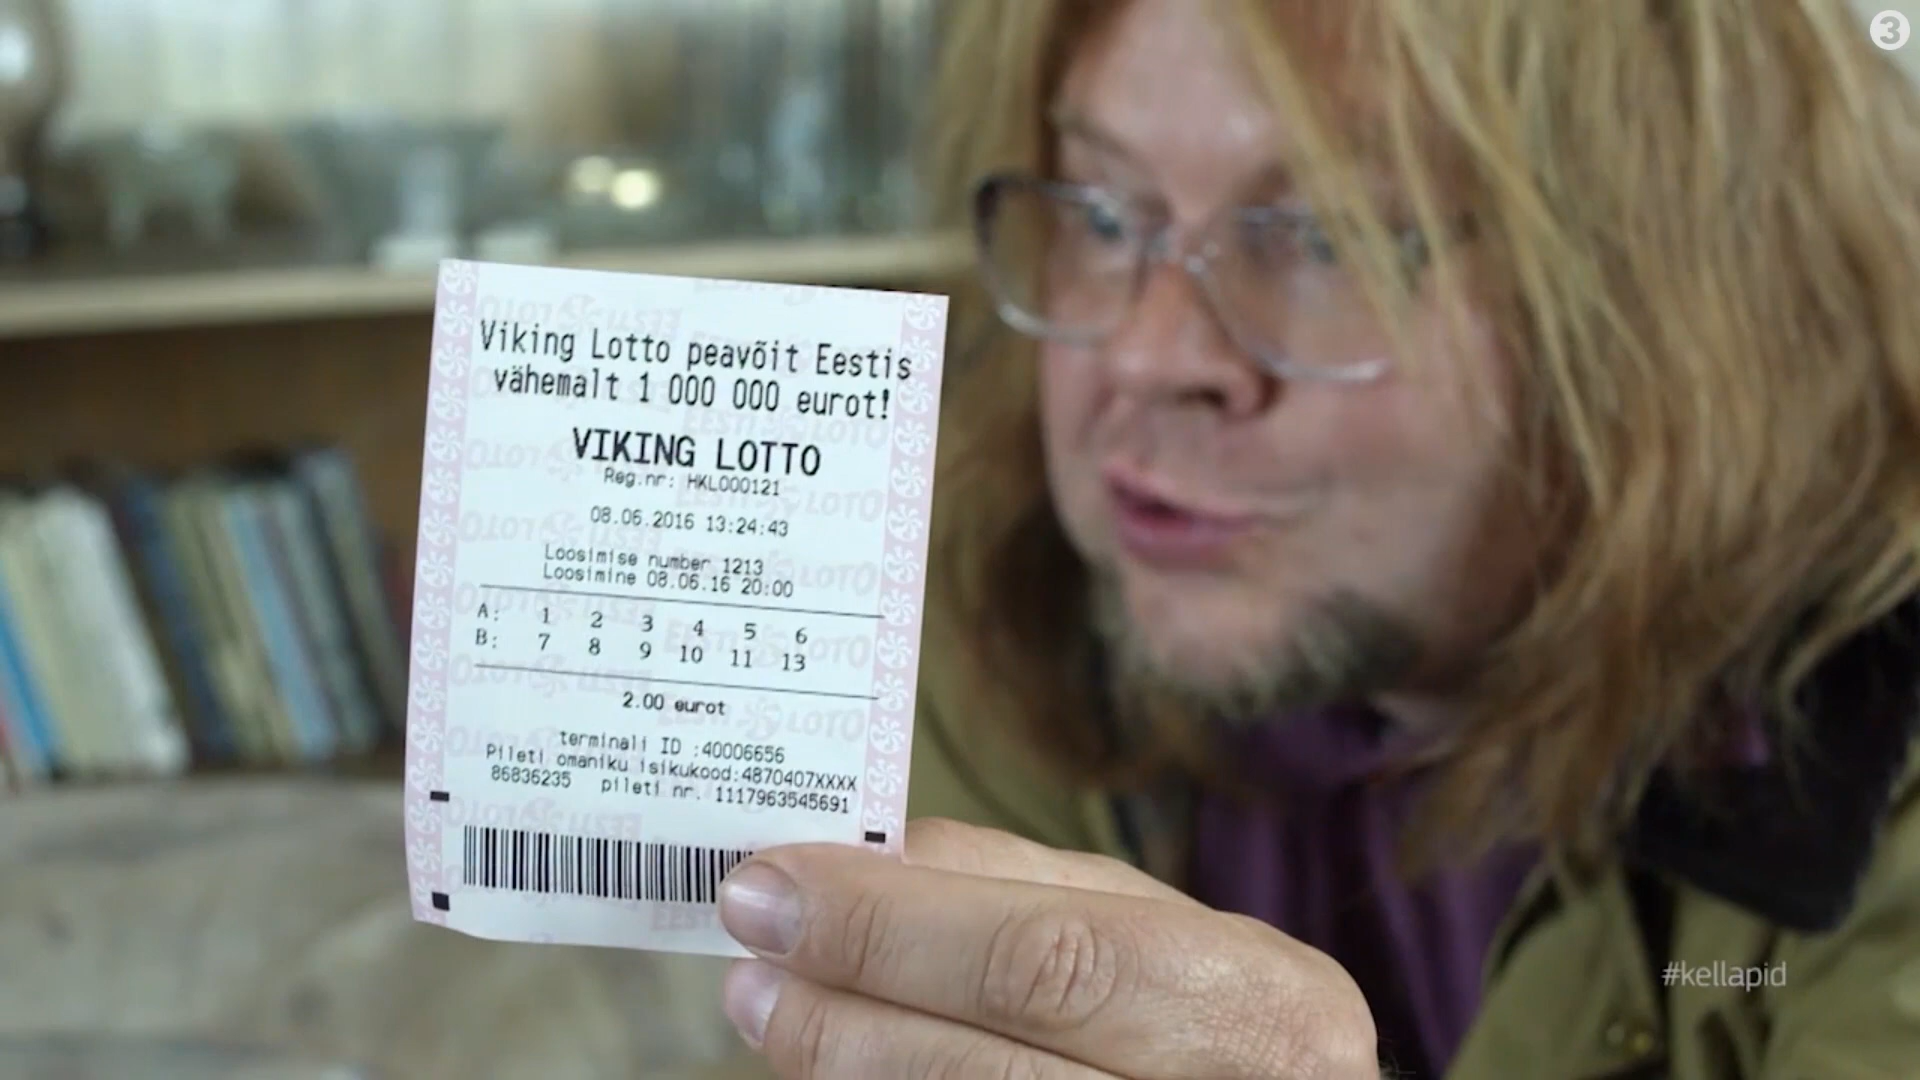 3
Viking Lotto peavõit Eestis
vähemalt 1 000 000 eurot!
VIKING LOTTO
Reg.nr: HKL000121
08.06.2016 13:24:43
Loosimise number 1213
Loosimine 08.06.16 20:00
A: 1 2 3 4 5 6
B: 7 8 9 10 11 13
2.00 eurot
terminali ID :40006656
Pileti omaniku isikukood:4870407XXXX
86836235 pileti nr. 1117963545691
#kellapid